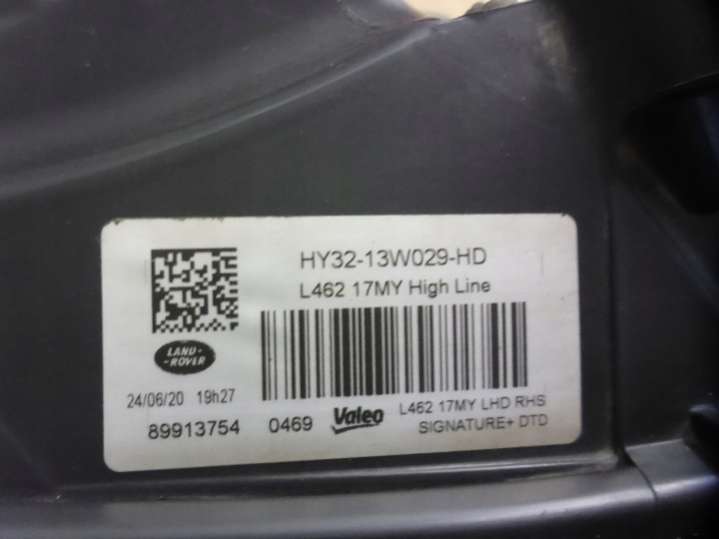 HY32-13W029-HD
L462 17MY High Line
LAND-
-ROVER
24/06/20 19h27
89913754 0469 Valeo
L462 17MY LHD RHS
SIGNATURE+ DTD